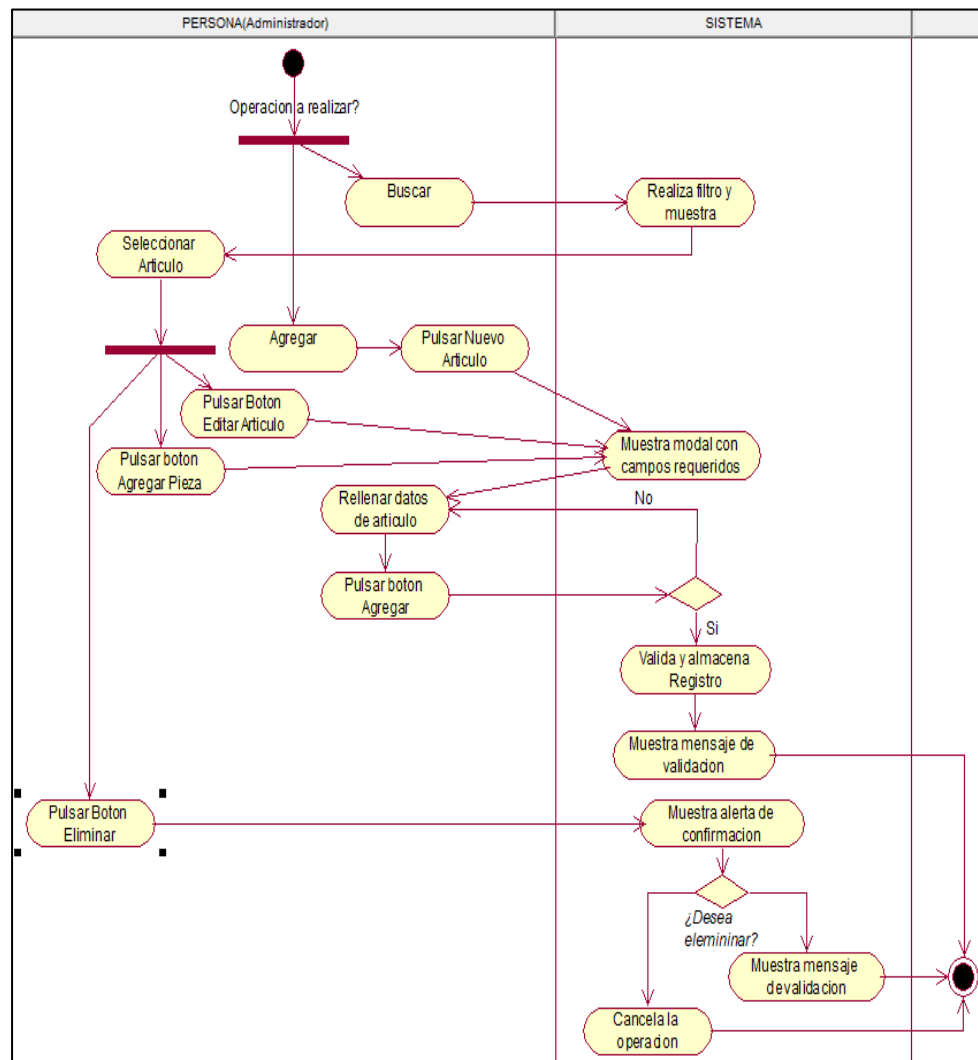 PERSONA(Administrador)
SISTEMA
Operacion a realizar?
Buscar
Realiza filtro y
muestra
Seleccionar
Articulo
Agregar
Pulsar Nuevo
Articulo
Pulsar Boton
Editar Articulo
Muestra modal con
campos requeridos
Pulsar boton
Agregar Pieza
Rellenar datos
de articulo
No
Pulsar boton
Agregar
Si
Valida y almacena
Registro
Muestra mensaje de
validacion
Pulsar Boton
Eliminar
Muestra alerta de
confirmacion
¿Desea
elemininar?
Muestra mensaje
de validacion
Cancela la
operacion